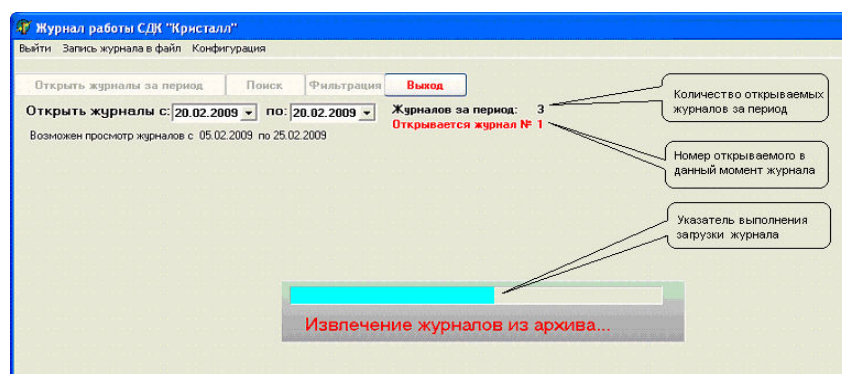 Журнал работы СДК "Кристалл"
Выйти Запись журнала в файл Конфигурация
Открыть журналы за период Поиск Фильтрация Выход
Открыть журналы с: 20.02.2009 по: 20.02.2009 Журналов за период: 3
Открывается журнал № 1
Возможен просмотр журналов с 05.02.2009 по 25.02.2009
Количество открываемых
журналов за период
Номер открываемого в
данный момент журнала
Указатель выполнения
загрузки журнала
Извлечение журналов из архива...